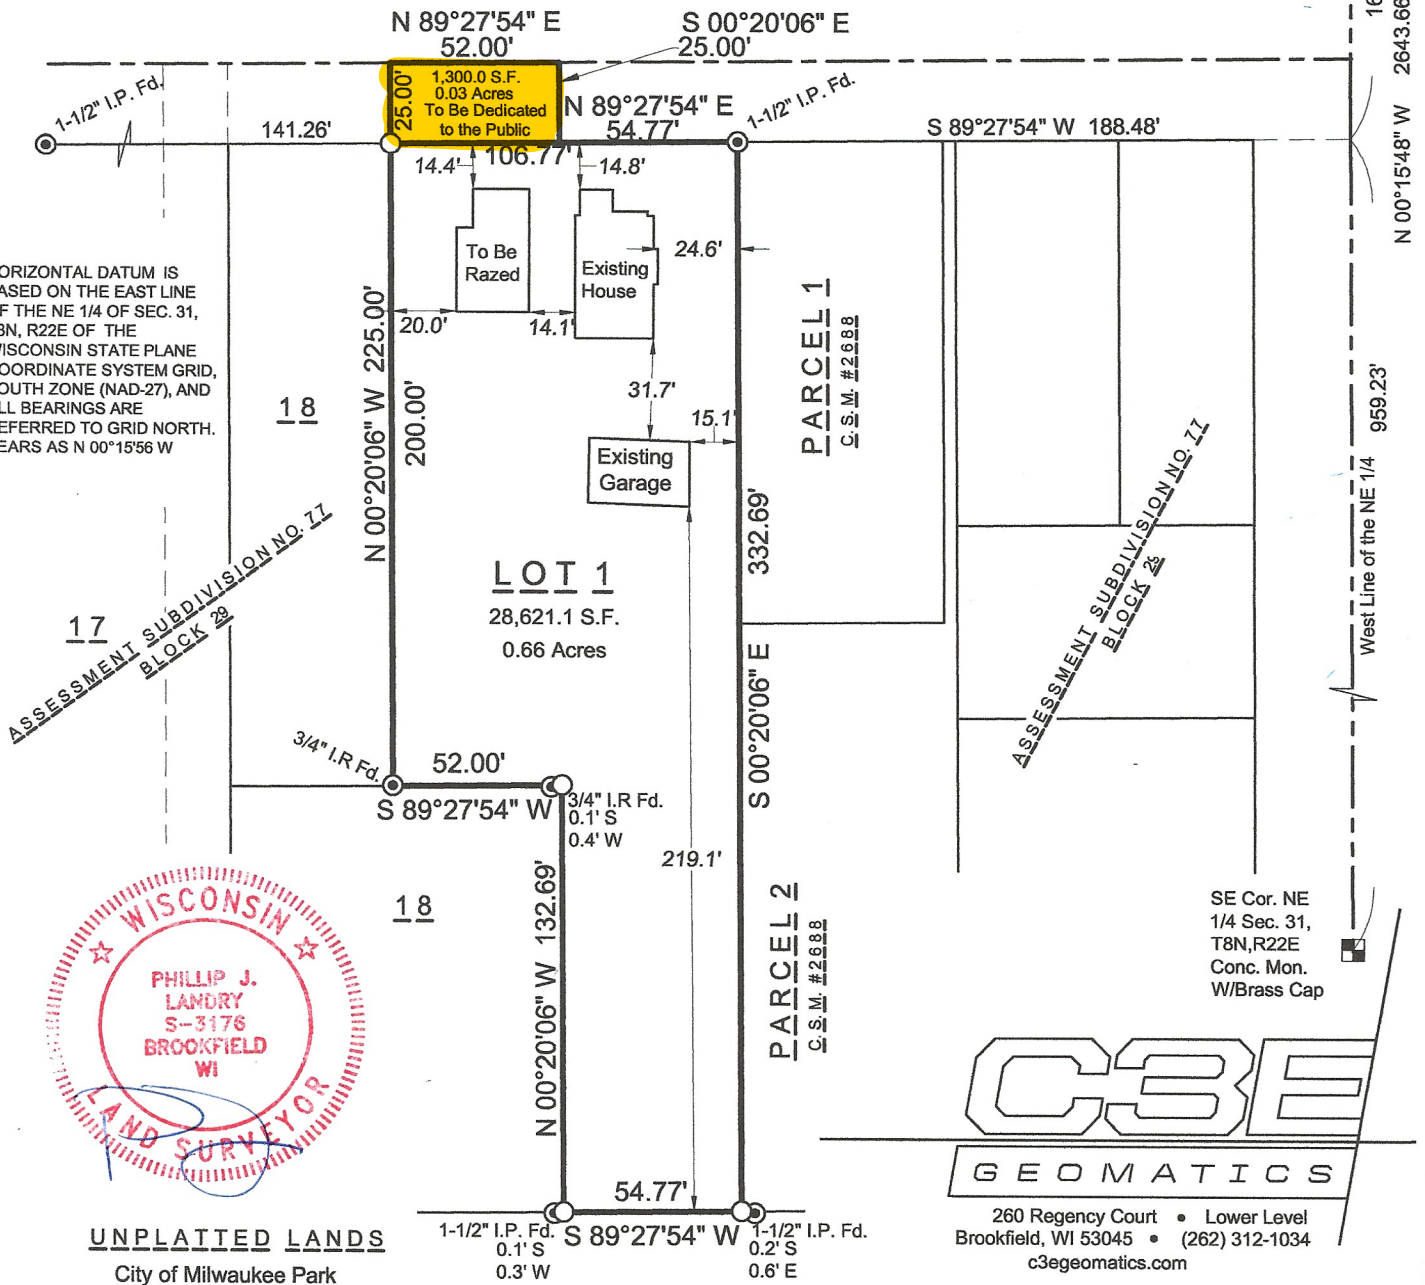 N 89°27'54" E
52.00'
S 00°20'06" E
25.00'
1-1/2" I.P. Fd.
25.00'
1,300.0 S.F.
0.03 Acres
To Be Dedicated
to the Public
N 89°27'54" E
54.77'
1-1/2" I.P. Fd.
141.26'
106.77'
S 89°27'54" W 188.48'
2643.66
N 00°15'48" W
14.4'
14.8'
To Be
Razed
Existing
House
24.6'
20.0'
14.1'
ORIZONTAL DATUM IS
ASED ON THE EAST LINE
F THE NE 1/4 OF SEC. 31,
8N, R22E OF THE
ISCONSIN STATE PLANE
OORDINATE SYSTEM GRID,
OUTH ZONE (NAD-27), AND
LL BEARINGS ARE
EFERRED TO GRID NORTH.
EARS AS N 00°15'56 W
18
N 00°20'06" W 225.00'
200.00'
31.7'
15.1'
Existing
Garage
PARCEL 1
C.S.M. #2688
332.69'
S 00°20'06" E
LOT 1
28,621.1 S.F.
0.66 Acres
17
ASSESSMENT SUBDIVISION NO. 77
BLOCK 29
ASSESSMENT SUBDIVISION NO. 77
BLOCK
959.23'
West Line of the NE 1/4
3/4" I.R Fd.
52.00'
S 89°27'54" W
3/4" I.R Fd.
0.1' S
0.4' W
219.1'
18
N 00°20'06" W 132.69'
PARCEL 2
C.S.M. #2688
SE Cor. NE
1/4 Sec. 31,
T8N,R22E
Conc. Mon.
W/Brass Cap
WISCONSIN
PHILLIP J.
LANDRY
S-3176
BROOKFIELD
WI
LAND SURVEYOR
54.77'
1-1/2" I.P. Fd.
0.1' S
0.3' W
S 89°27'54" W
1-1/2" I.P. Fd.
0.2' S
0.6' E
UNPLATTED LANDS
City of Milwaukee Park
C3E
GEOMATICS
260 Regency Court • Lower Level
Brookfield, WI 53045 • (262) 312-1034
c3egeomatics.com